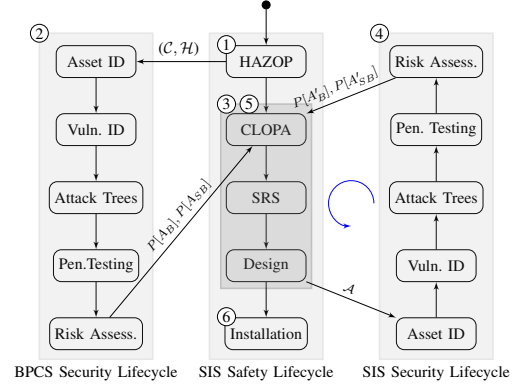 ②
Asset ID
Vuln. ID
Attack Trees
Pen.Testing
Risk Assess.
BPCS Security Lifecycle
(𝒞, ℋ)
P[A_B], P[A_SB]
①
HAZOP
③ ⑤
CLOPA
SRS
Design
⑥
Installation
SIS Safety Lifecycle
𝒜
P[A′_B], P[A′_SB]
④
Risk Assess.
Pen. Testing
Attack Trees
Vuln. ID
Asset ID
SIS Security Lifecycle